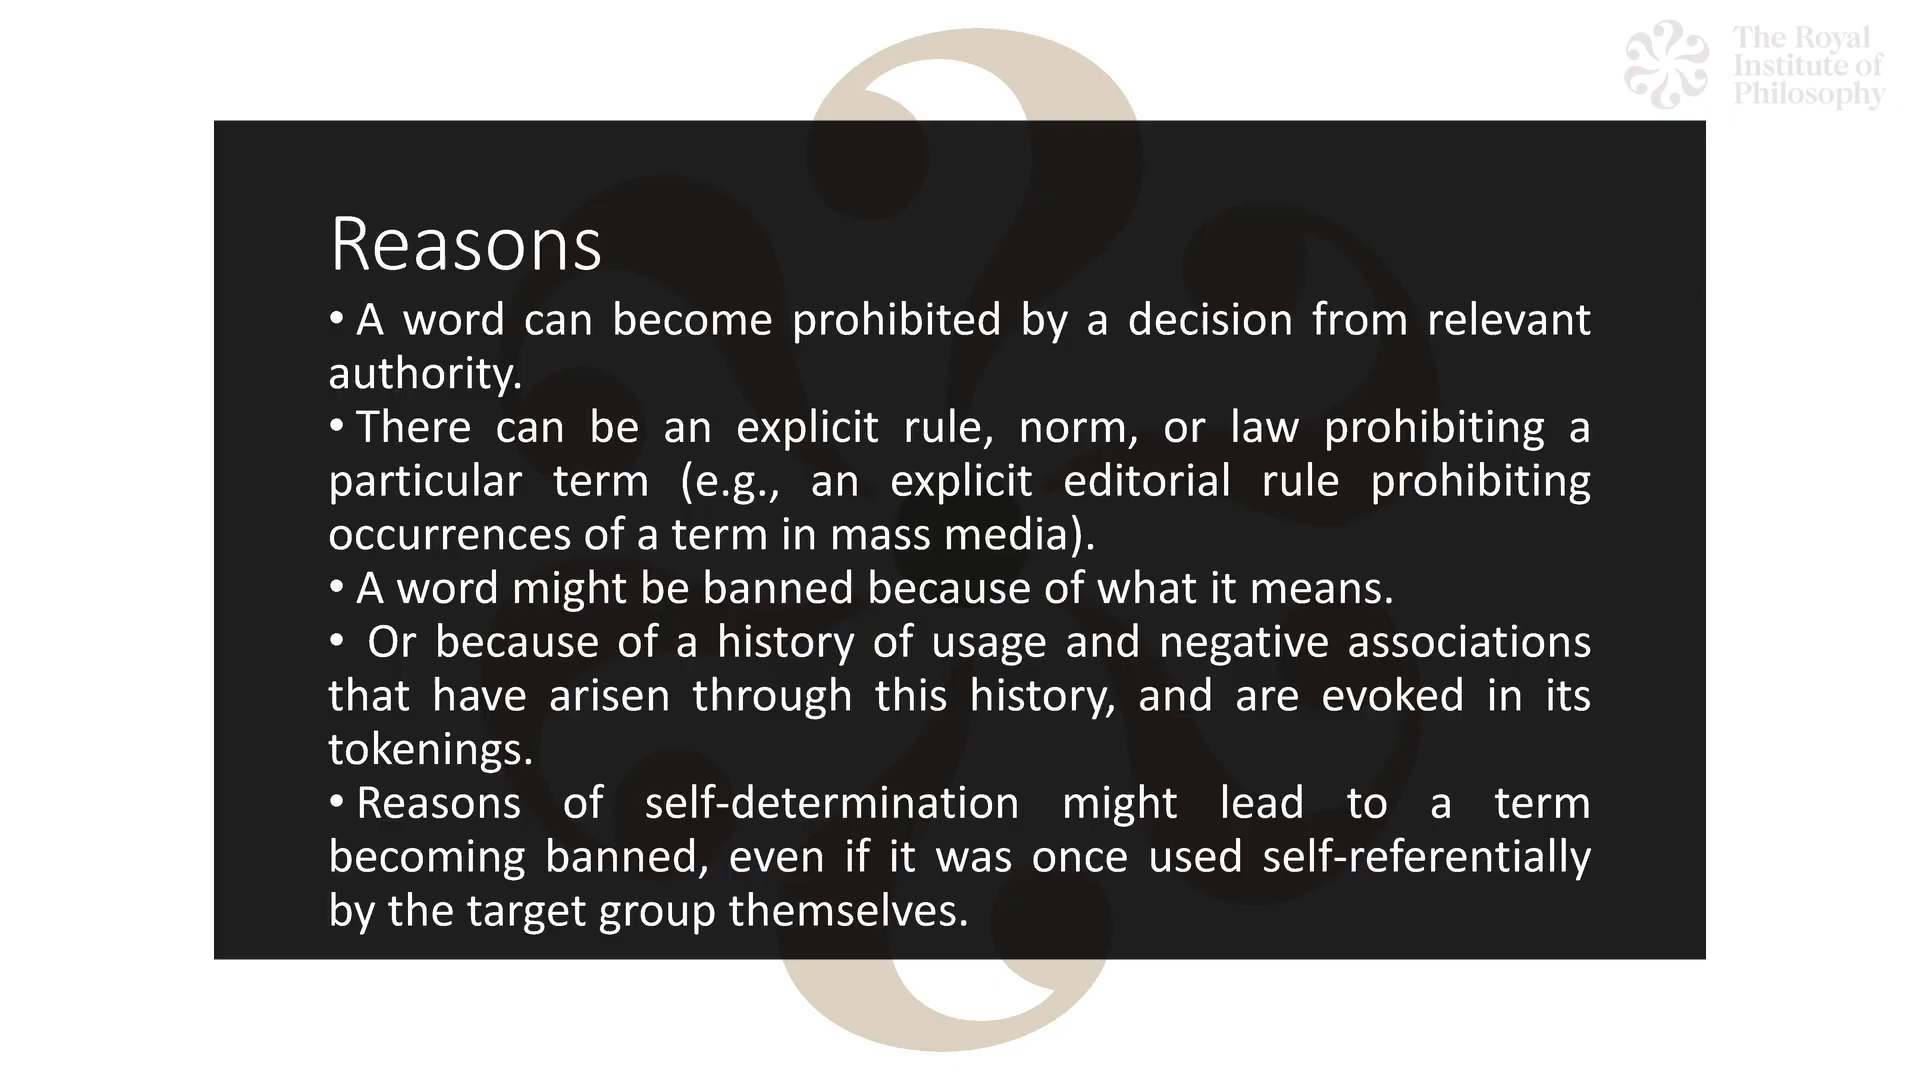 The Royal
Institute of
Philosophy
Reasons
• A word can become prohibited by a decision from relevant
authority.
• There can be an explicit rule, norm, or law prohibiting a
particular term (e.g., an explicit editorial rule prohibiting
occurrences of a term in mass media).
• A word might be banned because of what it means.
• Or because of a history of usage and negative associations
that have arisen through this history, and are evoked in its
tokenings.
• Reasons of self-determination might lead to a term
becoming banned, even if it was once used self-referentially
by the target group themselves.